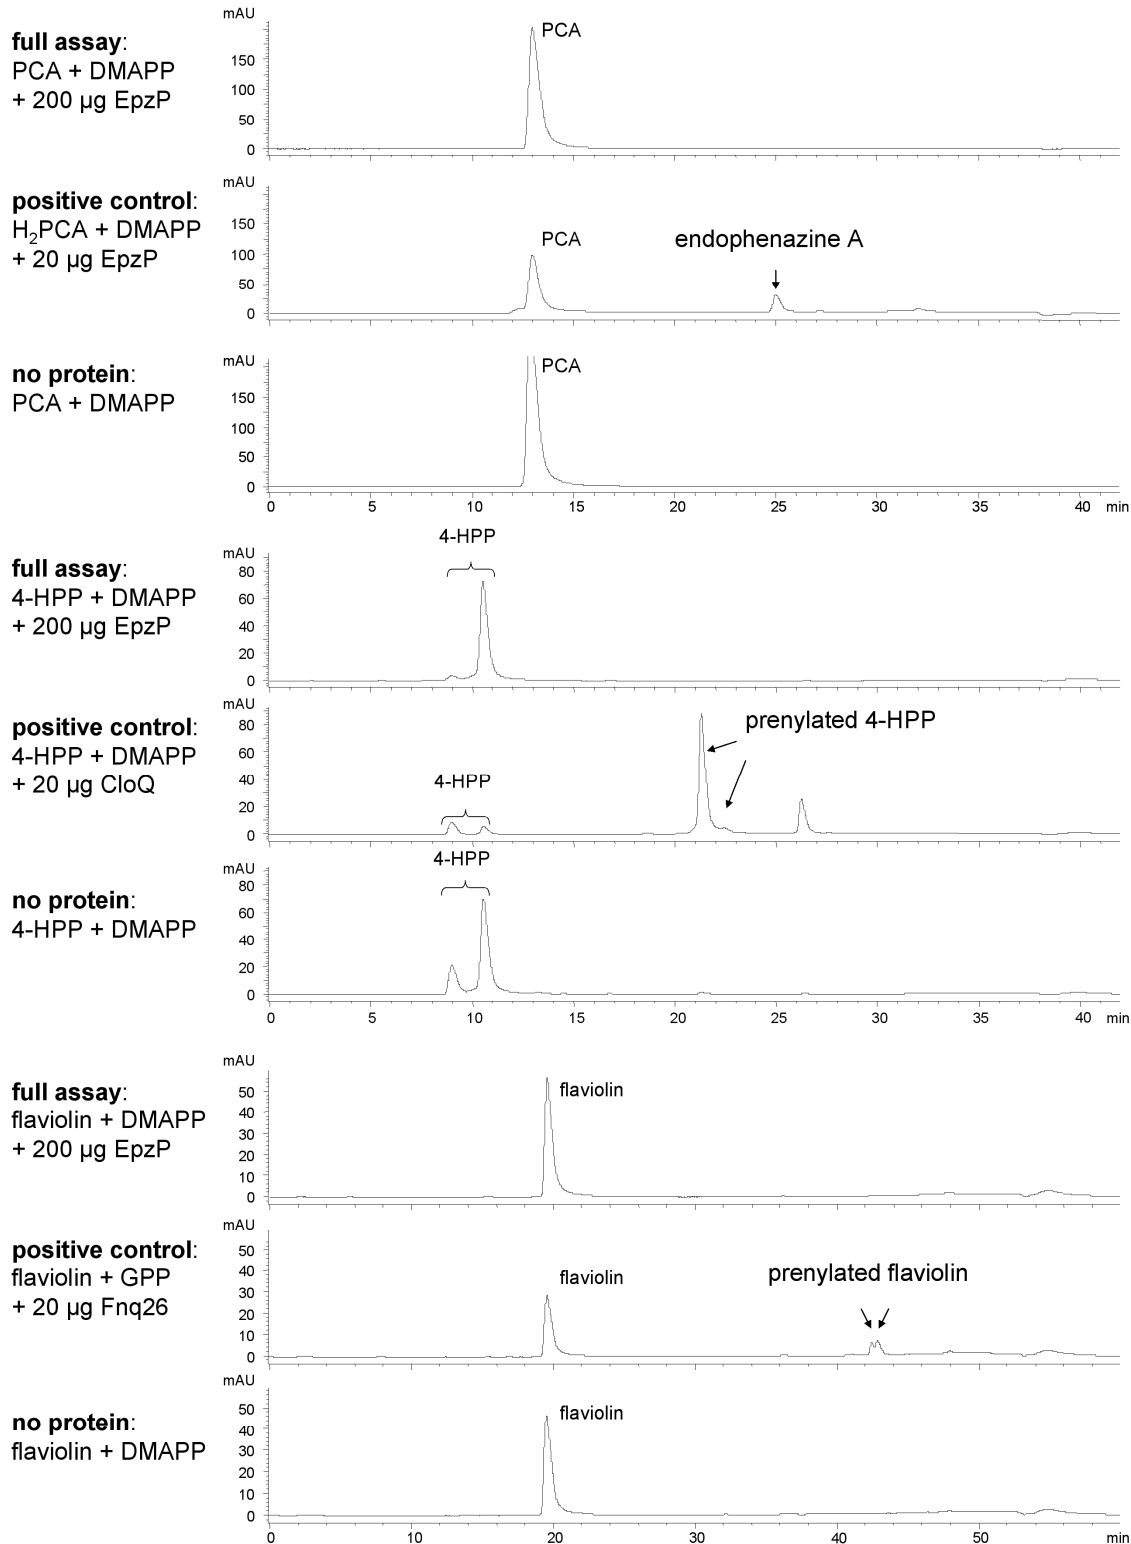 full assay:
PCA + DMAPP
+ 200 µg EpzP
mAU
PCA
150
100
50
0
positive control:
H₂PCA + DMAPP
+ 20 µg EpzP
mAU
PCA
endophenazine A
150
100
50
0
no protein:
PCA + DMAPP
mAU
PCA
150
100
50
0
0 5 10 15 20 25 30 35 40 min
full assay:
4-HPP + DMAPP
+ 200 µg EpzP
mAU
4-HPP
80
60
40
20
0
positive control:
4-HPP + DMAPP
+ 20 µg CloQ
mAU
4-HPP
prenylated 4-HPP
80
60
40
20
0
no protein:
4-HPP + DMAPP
mAU
4-HPP
80
60
40
20
0
0 5 10 15 20 25 30 35 40 min
full assay:
flaviolin + DMAPP
+ 200 µg EpzP
mAU
flaviolin
50
40
30
20
10
0
positive control:
flaviolin + GPP
+ 20 µg Fnq26
mAU
flaviolin
prenylated flaviolin
50
40
30
20
10
0
no protein:
flaviolin + DMAPP
mAU
flaviolin
50
40
30
20
10
0
0 10 20 30 40 50 min